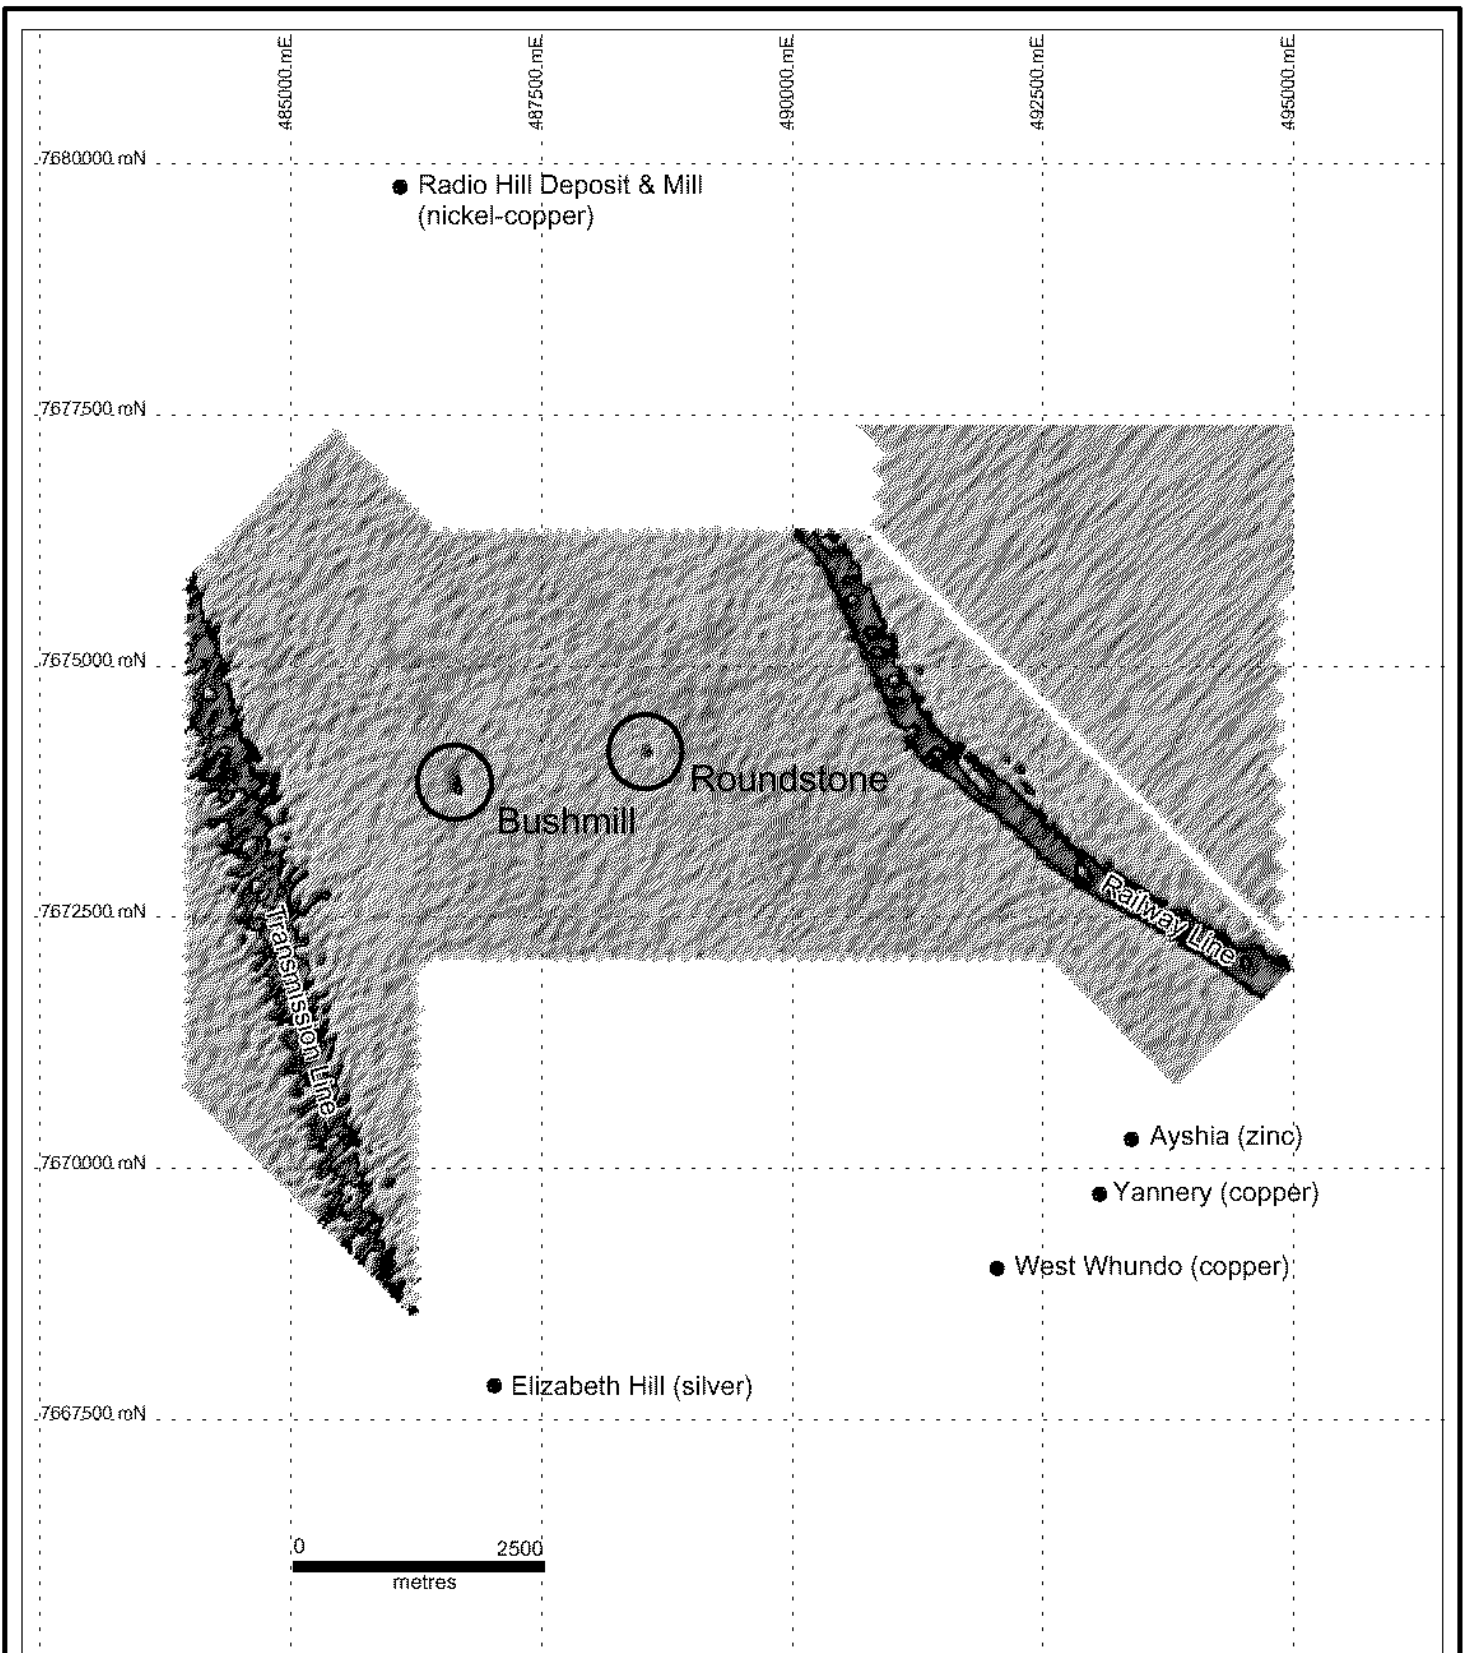 485000 mE
487500 mE
490000 mE
492500 mE
495000 mE
7680000 mN
Radio Hill Deposit & Mill
(nickel-copper)
7677500 mN
7675000 mN
Roundstone
Bushmill
7672500 mN
Railway Line
Transmission Line
Ayshia (zinc)
7670000 mN
Yannery (copper)
West Whundo (copper)
Elizabeth Hill (silver)
7667500 mN
0 2500
metres